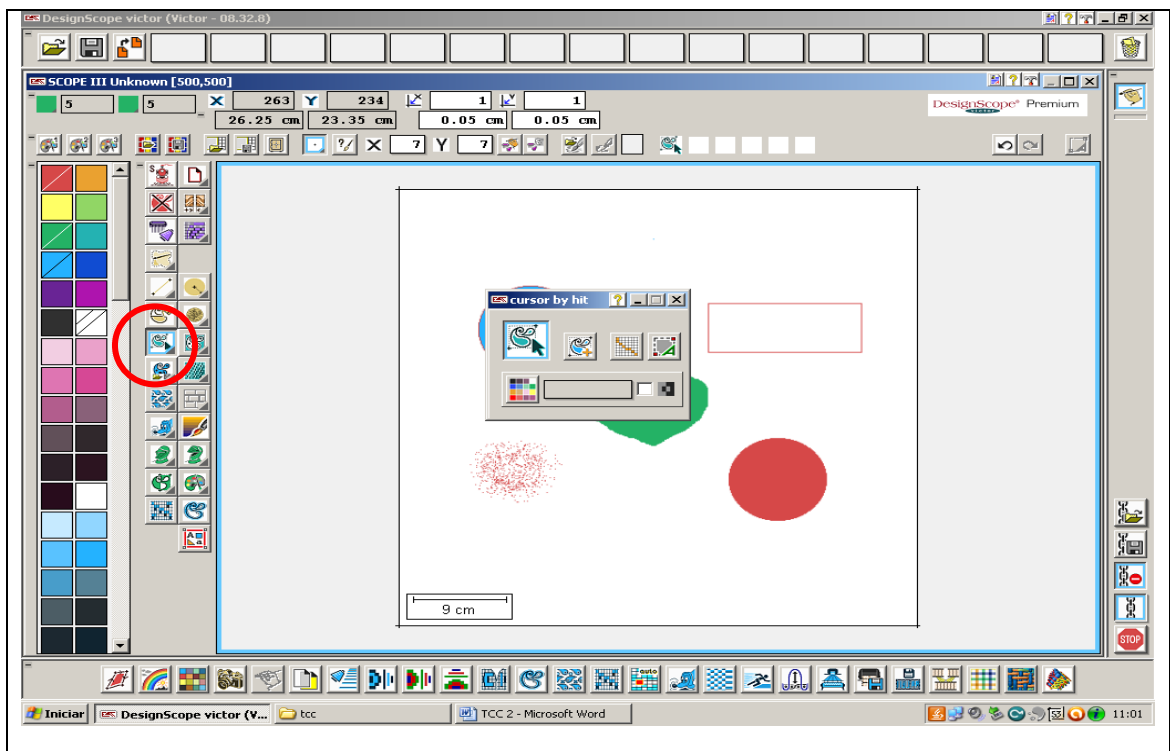 DesignScope victor (Victor - 08.32.8)
SCOPE III Unknown [500,500]
5
5
X 263 Y 234
1
1
26.25 cm 23.35 cm
0.05 cm 0.05 cm
DesignScope® Premium
X 7 Y 7
cursor by hit
9 cm
STOP
auto
Iniciar
DesignScope victor (V...
tcc
TCC 2 - Microsoft Word
11:01